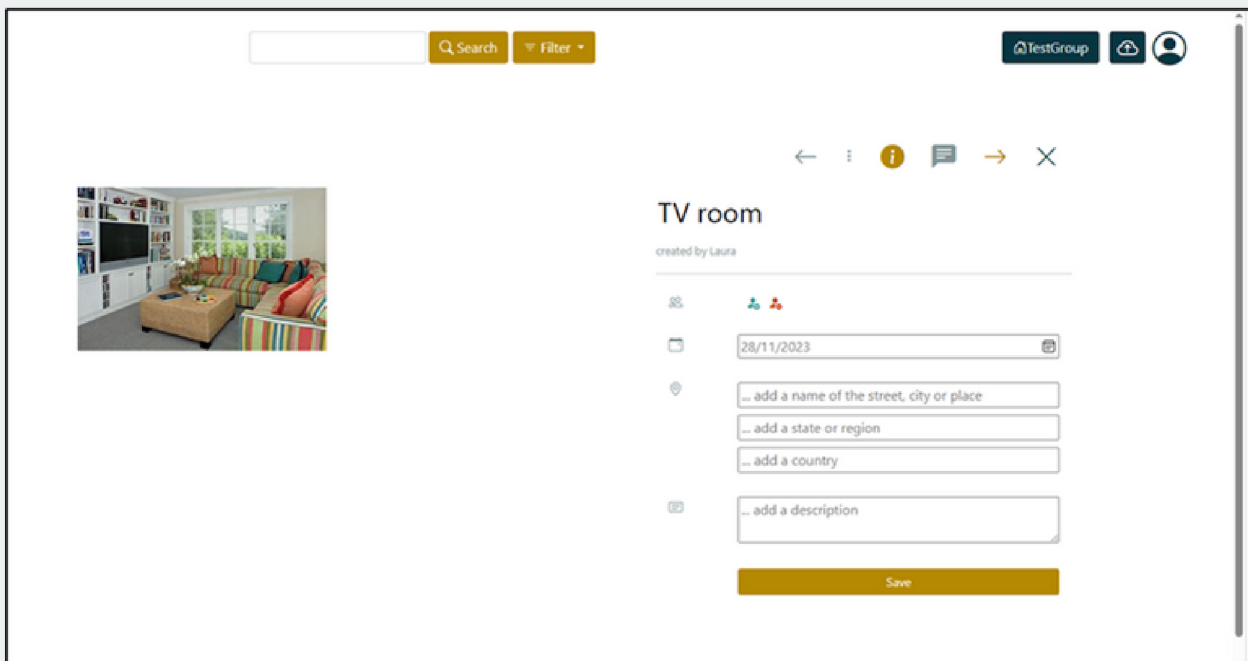 Search
Filter
TestGroup
TV room
created by Laura
28/11/2023
... add a name of the street, city or place
... add a state or region
... add a country
... add a description
Save